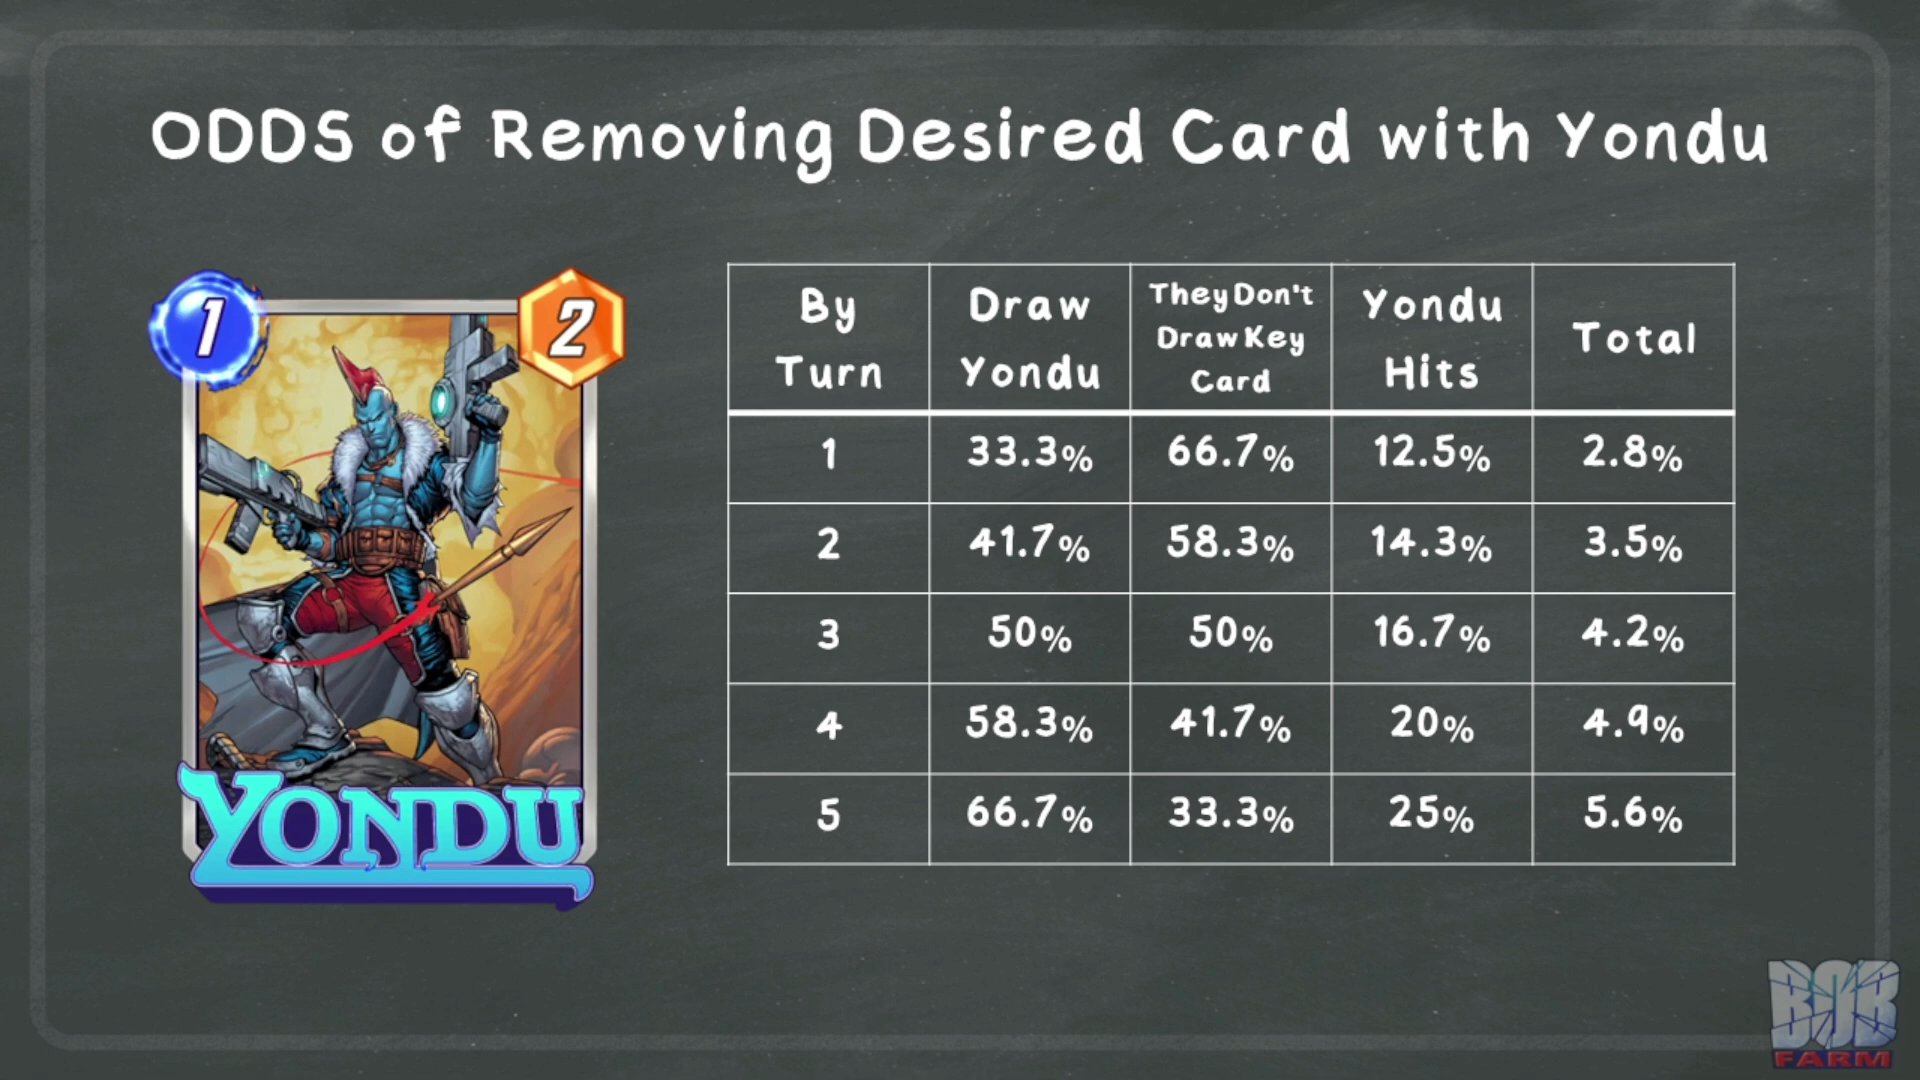 ODDS of Removing Desired Card with Yondu
1
2
YONDU
By Turn | Draw Yondu | They Don't Draw Key Card | Yondu Hits | Total
1 | 33.3% | 66.7% | 12.5% | 2.8%
2 | 41.7% | 58.3% | 14.3% | 3.5%
3 | 50% | 50% | 16.7% | 4.2%
4 | 58.3% | 41.7% | 20% | 4.9%
5 | 66.7% | 33.3% | 25% | 5.6%
BOB
FARM